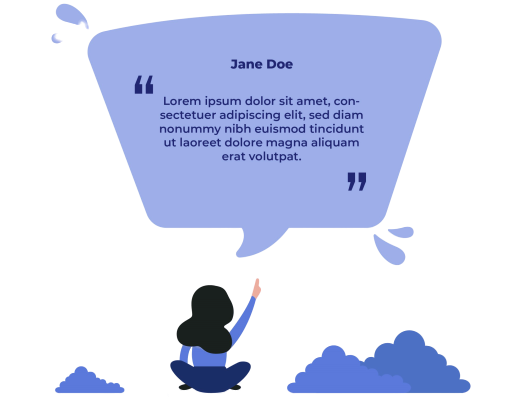 Jane Doe
“
Lorem ipsum dolor sit amet, con-
sectetuer adipiscing elit, sed diam
nonummy nibh euismod tincidunt
ut laoreet dolore magna aliquam
erat volutpat.
”